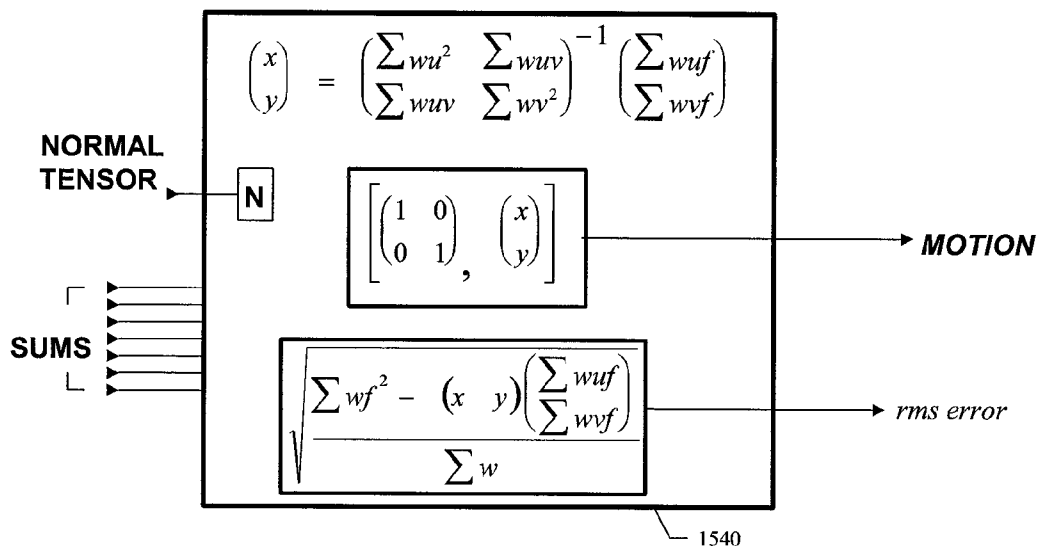 (x y) = (∑wu² ∑wuv ∑wuv ∑wv²)⁻¹ (∑wuf ∑wvf)
NORMAL
TENSOR
N
[(1 0 0 1), (x y)]
MOTION
SUMS
√((∑wf² − (x y)(∑wuf ∑wvf)) / ∑w)
rms error
1540